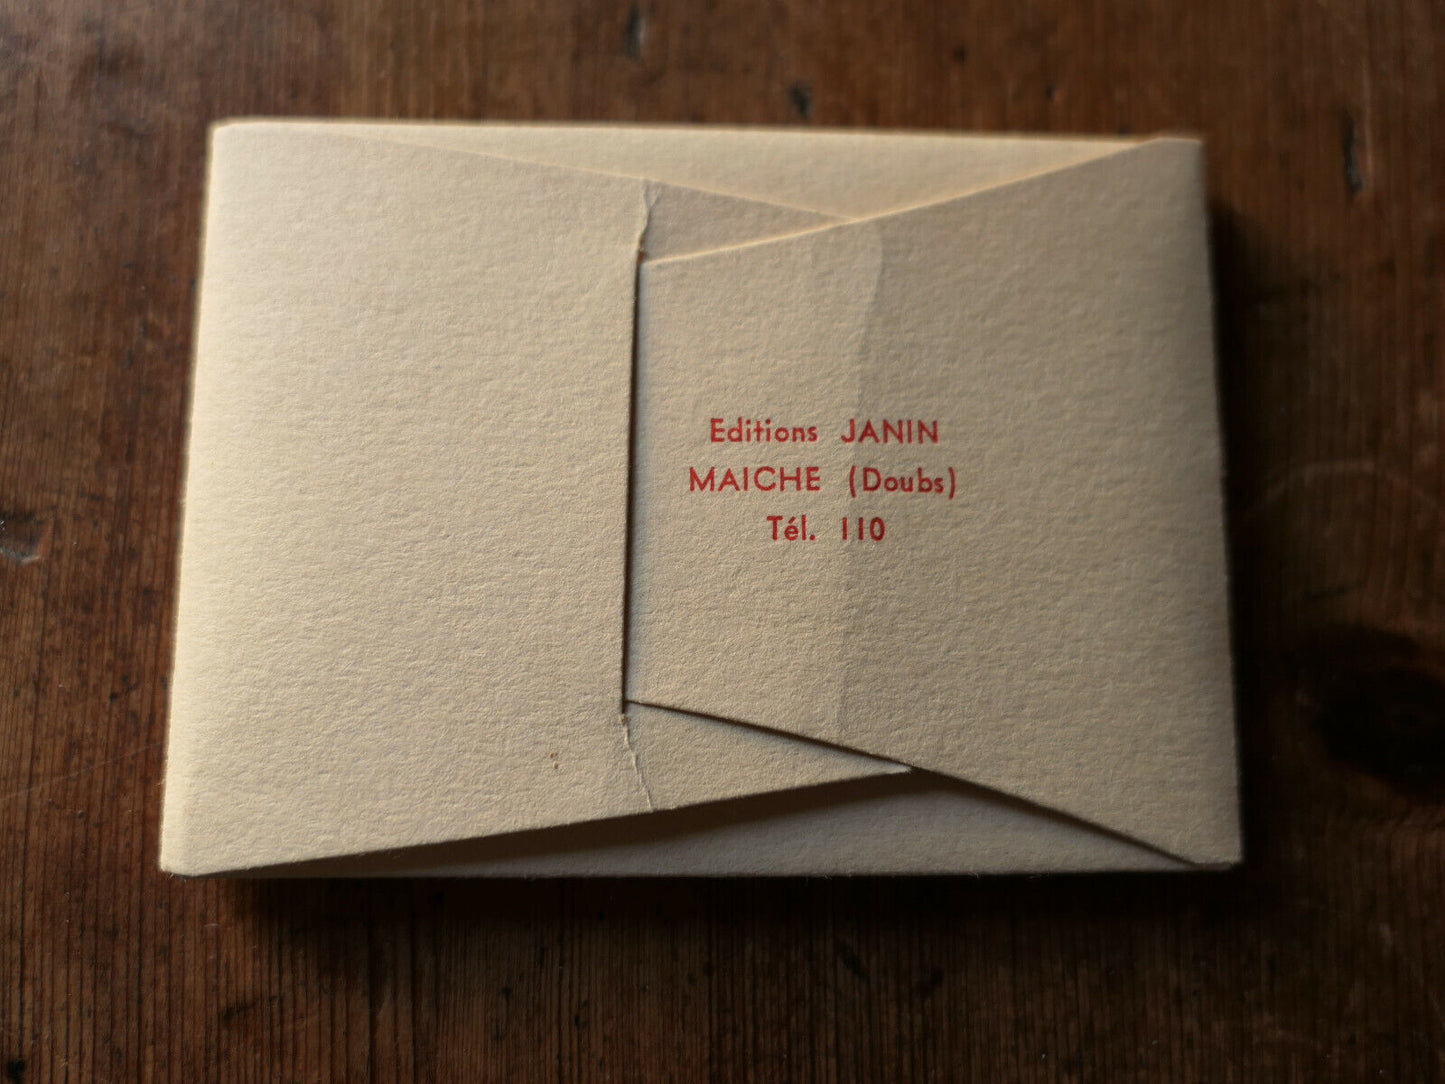 Editions JANIN
MAICHE (Doubs)
Tél. 110